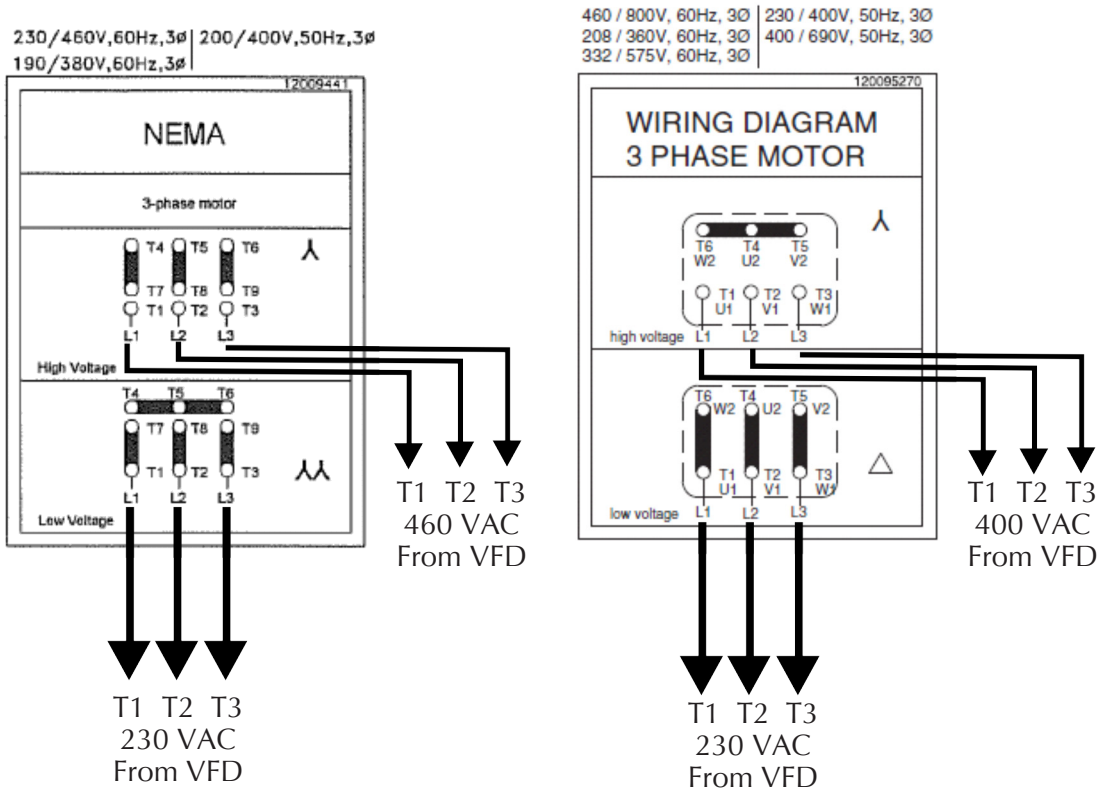 230/460V,60Hz,3ø | 200/400V,50Hz,3ø
190/380V,60Hz,3ø
12009441
NEMA
3-phase motor
T4 T5 T6
T7 T8 T9
T1 T2 T3
L1 L2 L3
High Voltage
T4 T5 T6
T7 T8 T9
T1 T2 T3
L1 L2 L3
Low Voltage
T1 T2 T3
460 VAC
From VFD
T1 T2 T3
230 VAC
From VFD
460 / 800V, 60Hz, 3Ø | 230 / 400V, 50Hz, 3Ø
208 / 360V, 60Hz, 3Ø | 400 / 690V, 50Hz, 3Ø
332 / 575V, 60Hz, 3Ø
120095270
WIRING DIAGRAM
3 PHASE MOTOR
T6 T4 T5
W2 U2 V2
T1 T2 T3
U1 V1 W1
high voltage L1 L2 L3
T6 T4 T5
W2 U2 V2
T1 T2 T3
U1 V1 W1
low voltage L1 L2 L3
T1 T2 T3
400 VAC
From VFD
T1 T2 T3
230 VAC
From VFD